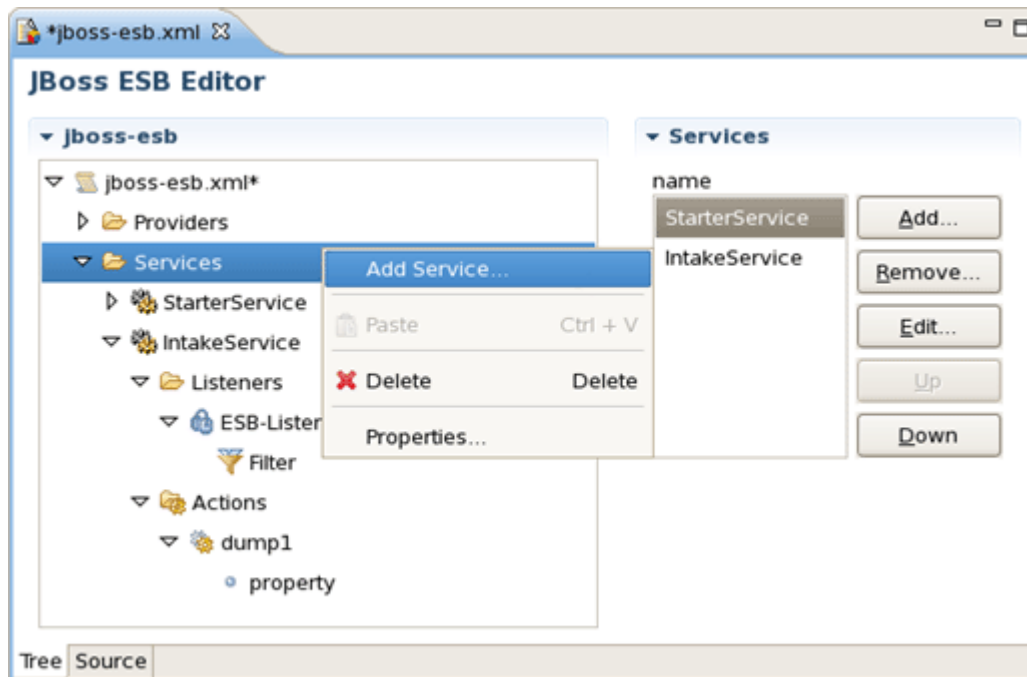 *jboss-esb.xml
JBoss ESB Editor
jboss-esb
jboss-esb.xml*
Providers
Services
StarterService
IntakeService
Listeners
ESB-Lister
Filter
Actions
dump1
property
Add Service...
Paste Ctrl + V
Delete Delete
Properties...
Services
name
StarterService
IntakeService
Add...
Remove...
Edit...
Up
Down
Tree Source